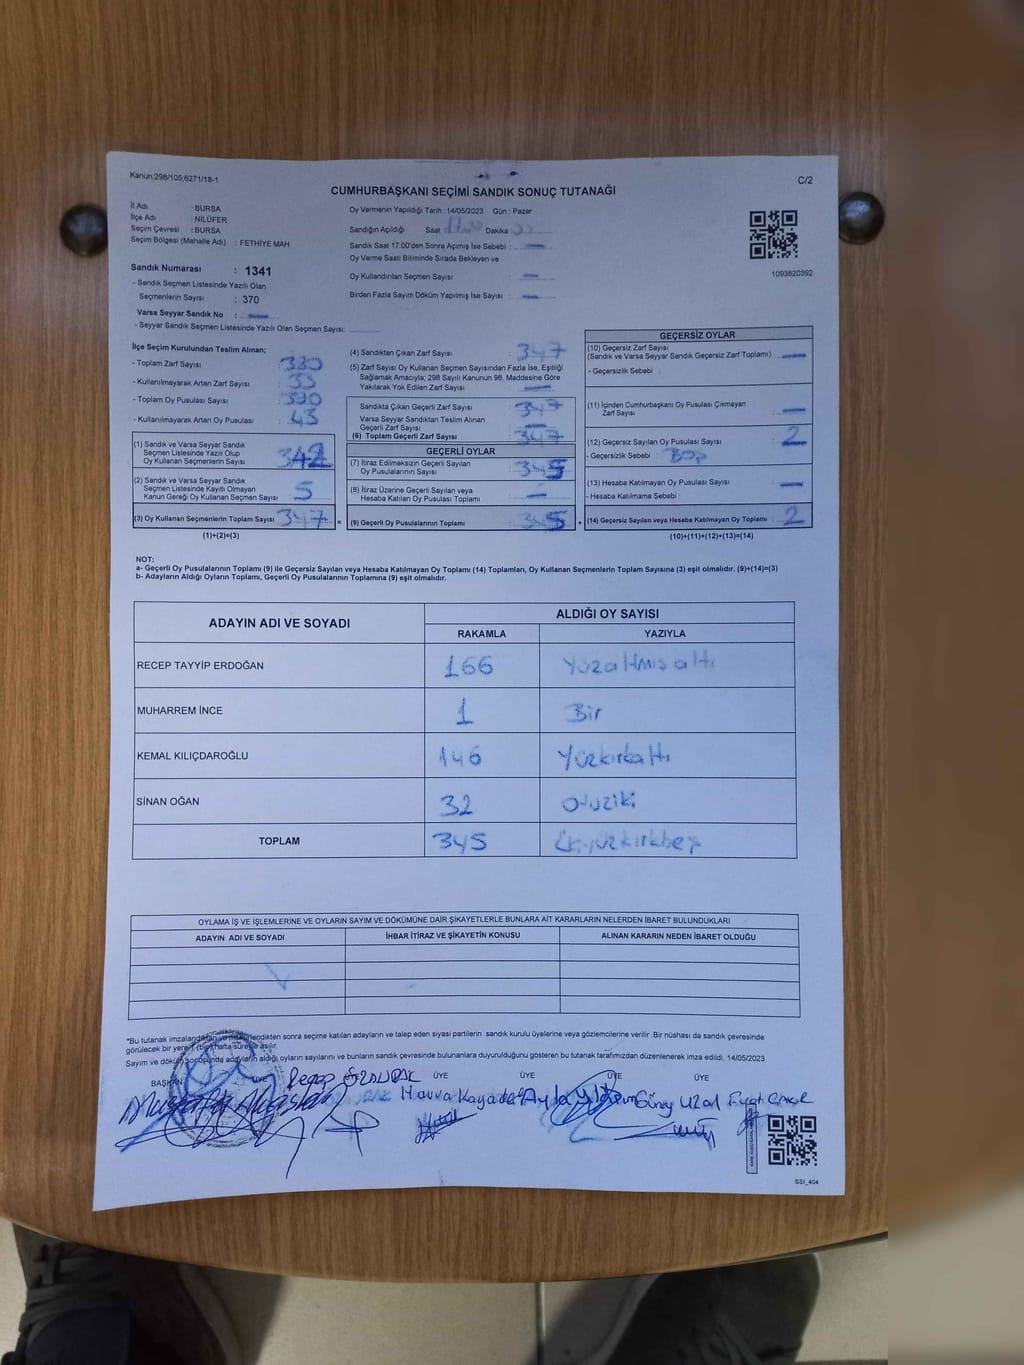 Kanun;298/105;6271/18-1
C/2
CUMHURBAŞKANI SEÇİMİ SANDIK SONUÇ TUTANAĞI
İl Adı : BURSA
İlçe Adı : NİLÜFER
Seçim Çevresi : BURSA
Seçim Bölgesi (Mahalle Adı) : FETHİYE MAH.
Sandık Numarası : 1341
- Sandık Seçmen Listesinde Yazılı Olan
Seçmenlerin Sayısı : 370
Varsa Seyyar Sandık No :
- Seyyar Sandık Seçmen Listesinde Yazılı Olan Seçmen Sayısı:
Oy Vermenin Yapıldığı Tarih : 14/05/2023 Gün : Pazar
Sandığın Açıldığı Saat Dakika
Sandık Saat 17.00'den Sonra Açılmış İse Sebebi :
Oy Verme Saati Bitiminde Sırada Bekleyen ve
Oy Kullandırılan Seçmen Sayısı :
Birden Fazla Sayım Döküm Yapılmış İse Sayısı :
1093820392
İlçe Seçim Kurulundan Teslim Alınan;
- Toplam Zarf Sayısı :
- Kullanılmayarak Artan Zarf Sayısı :
- Toplam Oy Pusulası Sayısı :
- Kullanılmayarak Artan Oy Pusulası : 43
(1) Sandık ve Varsa Seyyar Sandık
Seçmen Listesinde Yazılı Olup
Oy Kullanan Seçmenlerin Sayısı : 342
(2) Sandık ve Varsa Seyyar Sandık
Seçmen Listesinde Kayıtlı Olmayan
Kanun Gereği Oy Kullanan Seçmen Sayısı : 5
(3) Oy Kullanan Seçmenlerin Toplam Sayısı : 347
(1)+(2)=(3)
(4) Sandıktan Çıkan Zarf Sayısı : 347
(5) Zarf Sayısı Oy Kullanan Seçmen Sayısından Fazla İse, Eşitliği
Sağlamak Amacıyla; 298 Sayılı Kanunun 98. Maddesine Göre
Yakılarak Yok Edilen Zarf Sayısı :
Sandıkta Çıkan Geçerli Zarf Sayısı : 347
Varsa Seyyar Sandıktan Teslim Alınan
Geçerli Zarf Sayısı :
(6) Toplam Geçerli Zarf Sayısı : 347
GEÇERLİ OYLAR
(7) İtiraz Edilmeksizin Geçerli Sayılan
Oy Pusulalarının Sayısı : 345
(8) İtiraz Üzerine Geçerli Sayılan veya
Hesaba Katılan Oy Pusulası Toplamı :
= (9) Geçerli Oy Pusulalarının Toplamı : 345
GEÇERSİZ OYLAR
(10) Geçersiz Zarf Sayısı
(Sandık ve Varsa Seyyar Sandık Geçersiz Zarf Toplamı) :
- Geçersizlik Sebebi :
(11) İçinden Cumhurbaşkanı Oy Pusulası Çıkmayan
Zarf Sayısı :
(12) Geçersiz Sayılan Oy Pusulası Sayısı : 2
- Geçersizlik Sebebi :
(13) Hesaba Katılmayan Oy Pusulası Sayısı :
- Hesaba Katılmama Sebebi :
+ (14) Geçersiz Sayılan veya Hesaba Katılmayan Oy Toplamı : 2
(10)+(11)+(12)+(13)=(14)
NOT:
a- Geçerli Oy Pusulalarının Toplamı (9) ile Geçersiz Sayılan veya Hesaba Katılmayan Oy Toplamı (14) Toplamları, Oy Kullanan Seçmenlerin Toplam Sayısına (3) eşit olmalıdır. (9)+(14)=(3)
b- Adayların Aldığı Oyların Toplamı, Geçerli Oy Pusulalarının Toplamına (9) eşit olmalıdır.
ADAYIN ADI VE SOYADI ALDIĞI OY SAYISI
RAKAMLA YAZIYLA
RECEP TAYYİP ERDOĞAN 166 Yüzaltmışaltı
MUHARREM İNCE 1 Bir
KEMAL KILIÇDAROĞLU 146 Yüzkırkaltı
SİNAN OĞAN 32 Otuziki
TOPLAM 345 Üçyüzkırkbeş
OYLAMA İŞ VE İŞLEMLERİNE VE OYLARIN SAYIM VE DÖKÜMÜNE DAİR ŞİKAYETLERLE BUNLARA AİT KARARLARIN NELERDEN İBARET BULUNDUKLARI
ADAYIN ADI VE SOYADI İHBAR İTİRAZ VE ŞİKAYETİN KONUSU ALINAN KARARIN NEDEN İBARET OLDUĞU
*Bu tutanak imzalandıktan ve mühürlendikten sonra seçime katılan adayların ve talep eden siyasi partilerin sandık kurulu üyelerine veya gözlemcilerine verilir. Bir nüshası da sandık çevresinde
görülecek bir yere (bir) hafta süreyle asılır.
Sayım ve döküm sonucunda adayların aldığı oyların sayılarını ve bunların sandık çevresinde bulunanlara duyurulduğunu gösteren bu tutanak tarafımızdan düzenlenerek imza edildi. 14/05/2023
BAŞKAN ÜYE ÜYE ÜYE ÜYE
Recep
Havva Ayla Yıldırım Güney Uzal
SSI_404